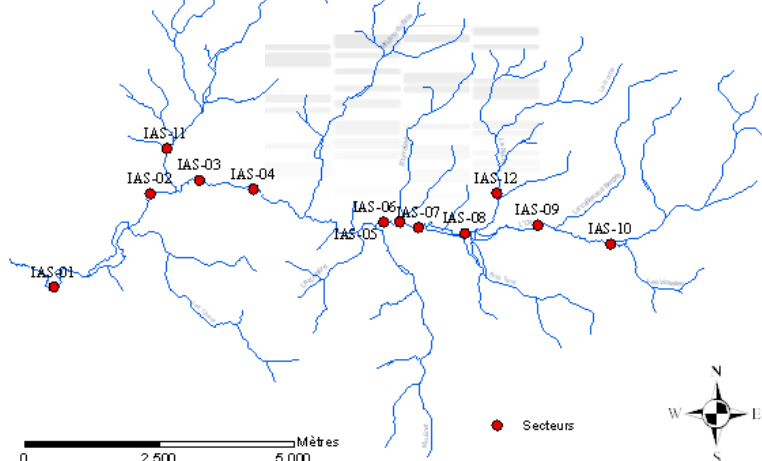 IAS-11
IAS-03
IAS-02
IAS-04
IAS-12
IAS-06
IAS-07
IAS-08
IAS-09
IAS-05
IAS-10
IAS-01
N
W E
S
Mètres
0 2 500 5 000
Secteurs